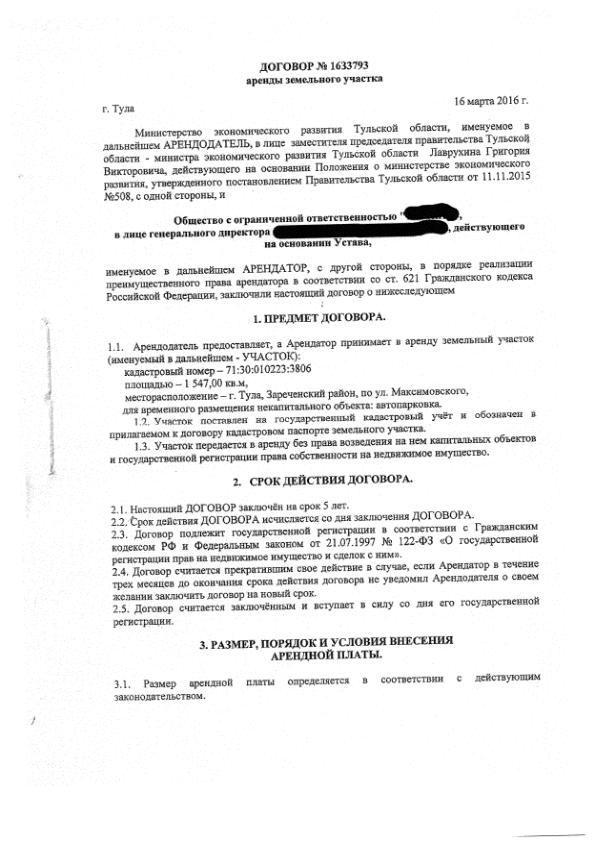 ДОГОВОР № 1633793
аренды земельного участка
г. Тула 16 марта 2016 г.
Министерство экономического развития Тульской области, именуемое в
дальнейшем АРЕНДОДАТЕЛЬ, в лице заместителя председателя правительства Тульской
области - министра экономического развития Тульской области Лаврухина Григория
Викторовича, действующего на основании Положения о министерстве экономического
развития, утвержденного постановлением Правительства Тульской области от 11.11.2015
№508, с одной стороны, и
Общество с ограниченной ответственностью "
в лице генерального директора , действующего
на основании Устава,
именуемое в дальнейшем АРЕНДАТОР, с другой стороны, в порядке реализации
преимущественного права арендатора в соответствии со ст. 621 Гражданского кодекса
Российской Федерации, заключили настоящий договор о нижеследующем
1. ПРЕДМЕТ ДОГОВОРА.
1.1. Арендодатель предоставляет, а Арендатор принимает в аренду земельный участок
(именуемый в дальнейшем - УЧАСТОК):
кадастровый номер – 71:30:010223:3806
площадью – 1 547,00 кв.м,
месторасположение – г. Тула, Зареченский район, по ул. Максимовского,
для временного размещения некапитального объекта: автопарковка.
1.2. Участок поставлен на государственный кадастровый учёт и обозначен в
прилагаемом к договору кадастровом паспорте земельного участка.
1.3. Участок передается в аренду без права возведения на нем капитальных объектов
и государственной регистрации права собственности на недвижимое имущество.
2. СРОК ДЕЙСТВИЯ ДОГОВОРА.
2.1. Настоящий ДОГОВОР заключён на срок 5 лет.
2.2. Срок действия ДОГОВОРА исчисляется со дня заключения ДОГОВОРА.
2.3. Договор подлежит государственной регистрации в соответствии с Гражданским
кодексом РФ и Федеральным законом от 21.07.1997 № 122-ФЗ «О государственной
регистрации прав на недвижимое имущество и сделок с ним».
2.4. Договор считается прекратившим свое действие в случае, если Арендатор в течение
трех месяцев до окончания срока действия договора не уведомил Арендодателя о своем
желании заключить договор на новый срок.
2.5. Договор считается заключённым и вступает в силу со дня его государственной
регистрации.
3. РАЗМЕР, ПОРЯДОК И УСЛОВИЯ ВНЕСЕНИЯ
АРЕНДНОЙ ПЛАТЫ.
3.1. Размер арендной платы определяется в соответствии с действующим
законодательством.